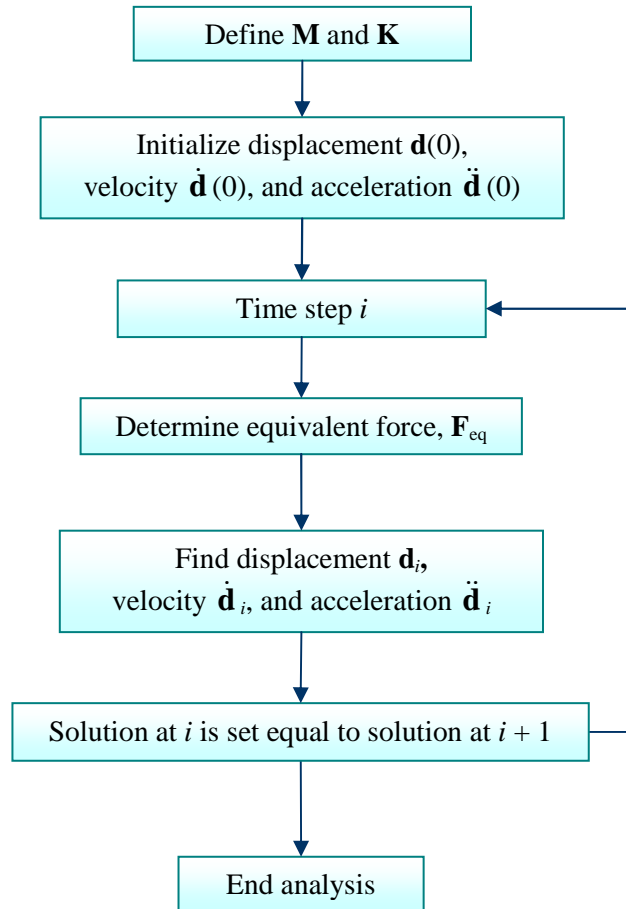 Define M and K
Initialize displacement d(0),
velocity ḋ (0), and acceleration d̈ (0)
Time step i
Determine equivalent force, Feq
Find displacement di,
velocity ḋ i, and acceleration d̈ i
Solution at i is set equal to solution at i + 1
End analysis